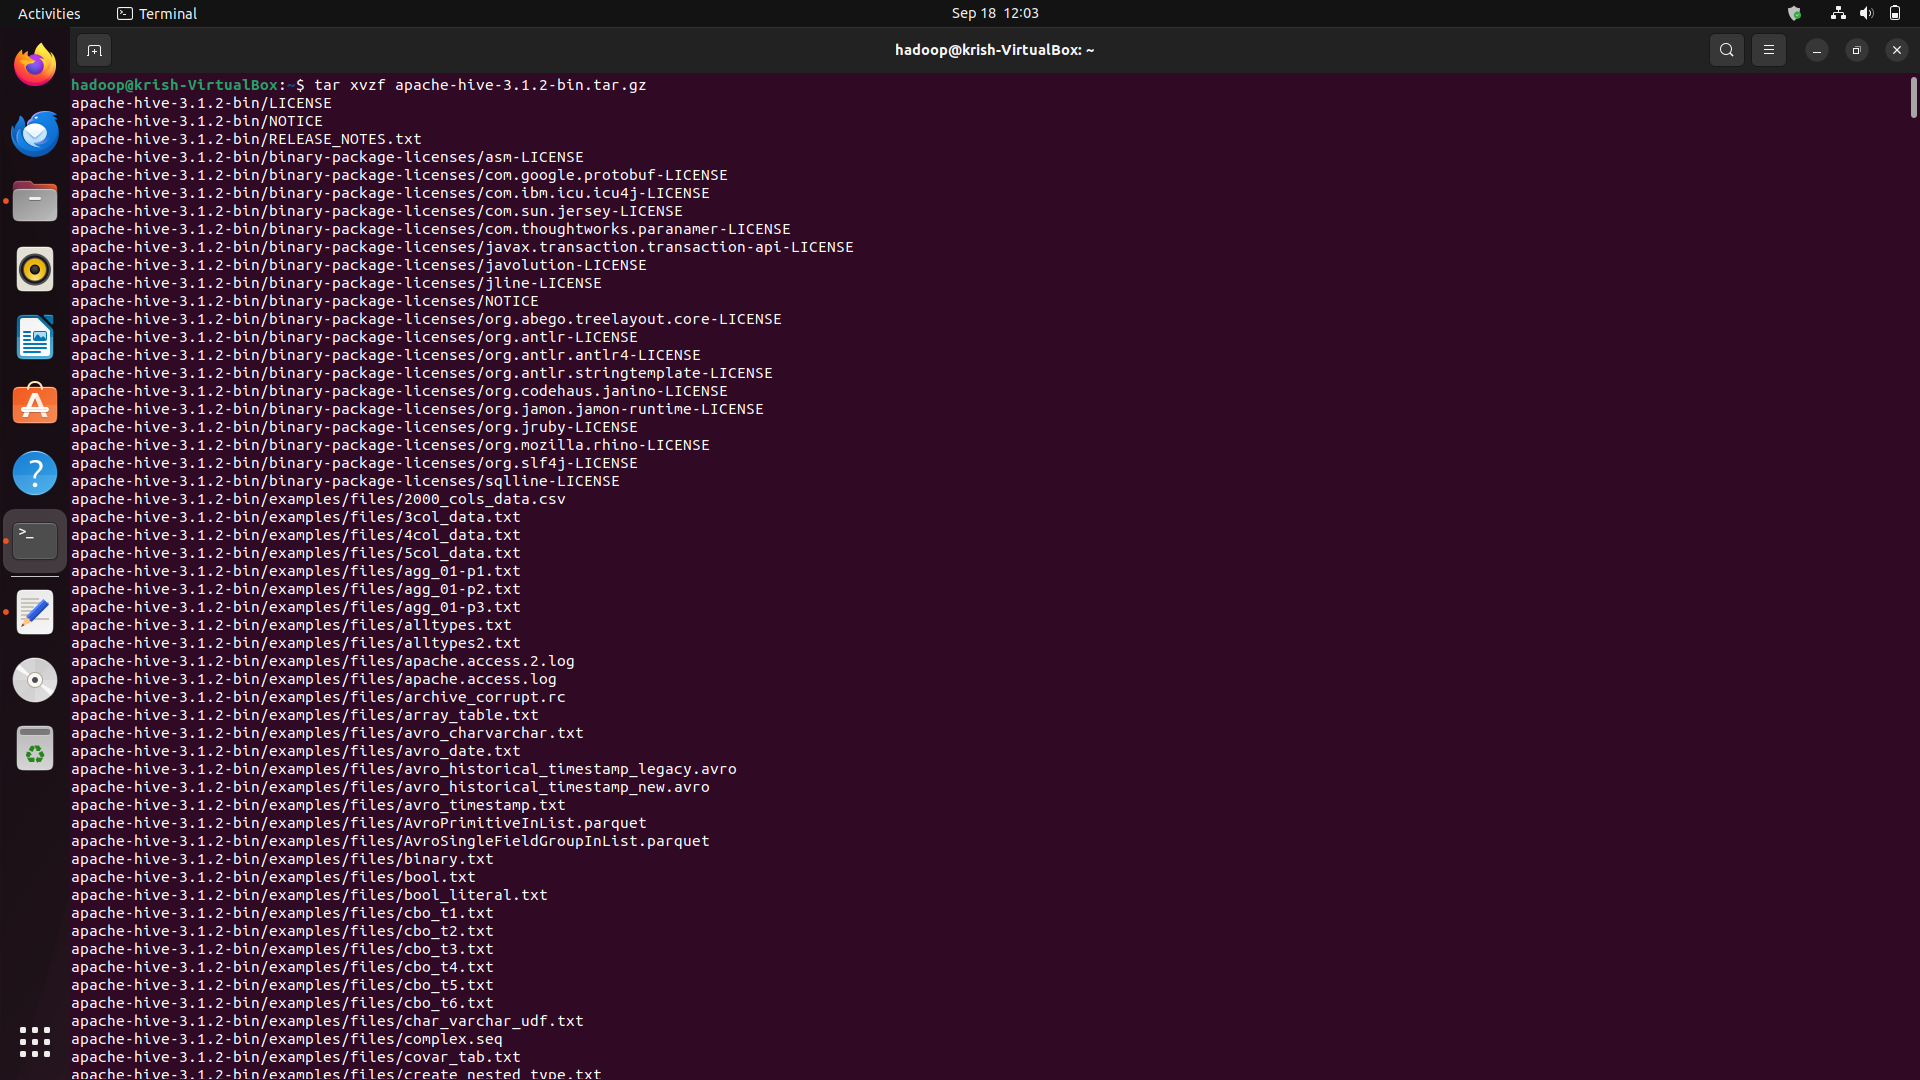 Activities Terminal Sep 18 12:03
hadoop@krish-VirtualBox: ~
hadoop@krish-VirtualBox:~$ tar xvzf apache-hive-3.1.2-bin.tar.gz
apache-hive-3.1.2-bin/LICENSE
apache-hive-3.1.2-bin/NOTICE
apache-hive-3.1.2-bin/RELEASE_NOTES.txt
apache-hive-3.1.2-bin/binary-package-licenses/asm-LICENSE
apache-hive-3.1.2-bin/binary-package-licenses/com.google.protobuf-LICENSE
apache-hive-3.1.2-bin/binary-package-licenses/com.ibm.icu.icu4j-LICENSE
apache-hive-3.1.2-bin/binary-package-licenses/com.sun.jersey-LICENSE
apache-hive-3.1.2-bin/binary-package-licenses/com.thoughtworks.paranamer-LICENSE
apache-hive-3.1.2-bin/binary-package-licenses/javax.transaction.transaction-api-LICENSE
apache-hive-3.1.2-bin/binary-package-licenses/javolution-LICENSE
apache-hive-3.1.2-bin/binary-package-licenses/jline-LICENSE
apache-hive-3.1.2-bin/binary-package-licenses/NOTICE
apache-hive-3.1.2-bin/binary-package-licenses/org.abego.treelayout.core-LICENSE
apache-hive-3.1.2-bin/binary-package-licenses/org.antlr-LICENSE
apache-hive-3.1.2-bin/binary-package-licenses/org.antlr.antlr4-LICENSE
apache-hive-3.1.2-bin/binary-package-licenses/org.antlr.stringtemplate-LICENSE
apache-hive-3.1.2-bin/binary-package-licenses/org.codehaus.janino-LICENSE
apache-hive-3.1.2-bin/binary-package-licenses/org.jamon.jamon-runtime-LICENSE
apache-hive-3.1.2-bin/binary-package-licenses/org.jruby-LICENSE
apache-hive-3.1.2-bin/binary-package-licenses/org.mozilla.rhino-LICENSE
apache-hive-3.1.2-bin/binary-package-licenses/org.slf4j-LICENSE
apache-hive-3.1.2-bin/binary-package-licenses/sqlline-LICENSE
apache-hive-3.1.2-bin/examples/files/2000_cols_data.csv
apache-hive-3.1.2-bin/examples/files/3col_data.txt
apache-hive-3.1.2-bin/examples/files/4col_data.txt
apache-hive-3.1.2-bin/examples/files/5col_data.txt
apache-hive-3.1.2-bin/examples/files/agg_01-p1.txt
apache-hive-3.1.2-bin/examples/files/agg_01-p2.txt
apache-hive-3.1.2-bin/examples/files/agg_01-p3.txt
apache-hive-3.1.2-bin/examples/files/alltypes.txt
apache-hive-3.1.2-bin/examples/files/alltypes2.txt
apache-hive-3.1.2-bin/examples/files/apache.access.2.log
apache-hive-3.1.2-bin/examples/files/apache.access.log
apache-hive-3.1.2-bin/examples/files/archive_corrupt.rc
apache-hive-3.1.2-bin/examples/files/array_table.txt
apache-hive-3.1.2-bin/examples/files/avro_charvarchar.txt
apache-hive-3.1.2-bin/examples/files/avro_date.txt
apache-hive-3.1.2-bin/examples/files/avro_historical_timestamp_legacy.avro
apache-hive-3.1.2-bin/examples/files/avro_historical_timestamp_new.avro
apache-hive-3.1.2-bin/examples/files/avro_timestamp.txt
apache-hive-3.1.2-bin/examples/files/AvroPrimitiveInList.parquet
apache-hive-3.1.2-bin/examples/files/AvroSingleFieldGroupInList.parquet
apache-hive-3.1.2-bin/examples/files/binary.txt
apache-hive-3.1.2-bin/examples/files/bool.txt
apache-hive-3.1.2-bin/examples/files/bool_literal.txt
apache-hive-3.1.2-bin/examples/files/cbo_t1.txt
apache-hive-3.1.2-bin/examples/files/cbo_t2.txt
apache-hive-3.1.2-bin/examples/files/cbo_t3.txt
apache-hive-3.1.2-bin/examples/files/cbo_t4.txt
apache-hive-3.1.2-bin/examples/files/cbo_t5.txt
apache-hive-3.1.2-bin/examples/files/cbo_t6.txt
apache-hive-3.1.2-bin/examples/files/char_varchar_udf.txt
apache-hive-3.1.2-bin/examples/files/complex.seq
apache-hive-3.1.2-bin/examples/files/covar_tab.txt
apache-hive-3.1.2-bin/examples/files/create_nested_type.txt